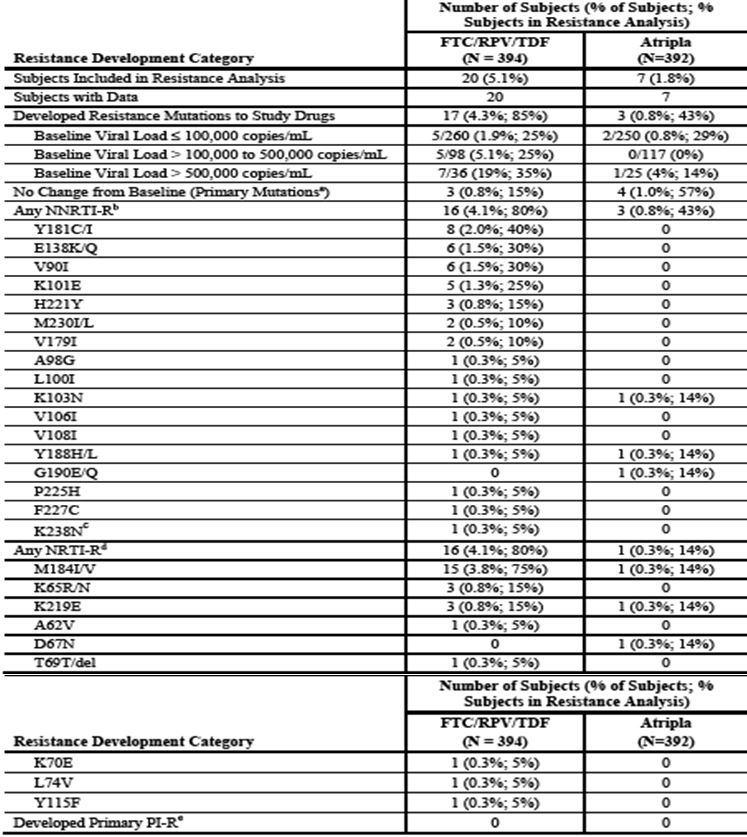 Number of Subjects (% of Subjects; %
Subjects in Resistance Analysis)
Resistance Development Category
FTC/RPV/TDF
(N = 394)
Atripla
(N=392)
Subjects Included in Resistance Analysis 20 (5.1%) 7 (1.8%)
Subjects with Data 20 7
Developed Resistance Mutations to Study Drugs 17 (4.3%; 85%) 3 (0.8%; 43%)
Baseline Viral Load ≤ 100,000 copies/mL 5/260 (1.9%; 25%) 2/250 (0.8%; 29%)
Baseline Viral Load > 100,000 to 500,000 copies/mL 5/98 (5.1%; 25%) 0/117 (0%)
Baseline Viral Load > 500,000 copies/mL 7/36 (19%; 35%) 1/25 (4%; 14%)
No Change from Baseline (Primary Mutationsᵃ) 3 (0.8%; 15%) 4 (1.0%; 57%)
Any NNRTI-Rᵇ 16 (4.1%; 80%) 3 (0.8%; 43%)
Y181C/I 8 (2.0%; 40%) 0
E138K/Q 6 (1.5%; 30%) 0
V90I 6 (1.5%; 30%) 0
K101E 5 (1.3%; 25%) 0
H221Y 3 (0.8%; 15%) 0
M230I/L 2 (0.5%; 10%) 0
V179I 2 (0.5%; 10%) 0
A98G 1 (0.3%; 5%) 0
L100I 1 (0.3%; 5%) 0
K103N 1 (0.3%; 5%) 1 (0.3%; 14%)
V106I 1 (0.3%; 5%) 0
V108I 1 (0.3%; 5%) 0
Y188H/L 1 (0.3%; 5%) 1 (0.3%; 14%)
G190E/Q 0 1 (0.3%; 14%)
P225H 1 (0.3%; 5%) 0
F227C 1 (0.3%; 5%) 0
K238Nᶜ 1 (0.3%; 5%) 0
Any NRTI-Rᵈ 16 (4.1%; 80%) 1 (0.3%; 14%)
M184I/V 15 (3.8%; 75%) 1 (0.3%; 14%)
K65R/N 3 (0.8%; 15%) 0
K219E 3 (0.8%; 15%) 1 (0.3%; 14%)
A62V 1 (0.3%; 5%) 0
D67N 0 1 (0.3%; 14%)
T69T/del 1 (0.3%; 5%) 0
Number of Subjects (% of Subjects; %
Subjects in Resistance Analysis)
Resistance Development Category
FTC/RPV/TDF
(N = 394)
Atripla
(N=392)
K70E 1 (0.3%; 5%) 0
L74V 1 (0.3%; 5%) 0
Y115F 1 (0.3%; 5%) 0
Developed Primary PI-Rᵉ 0 0